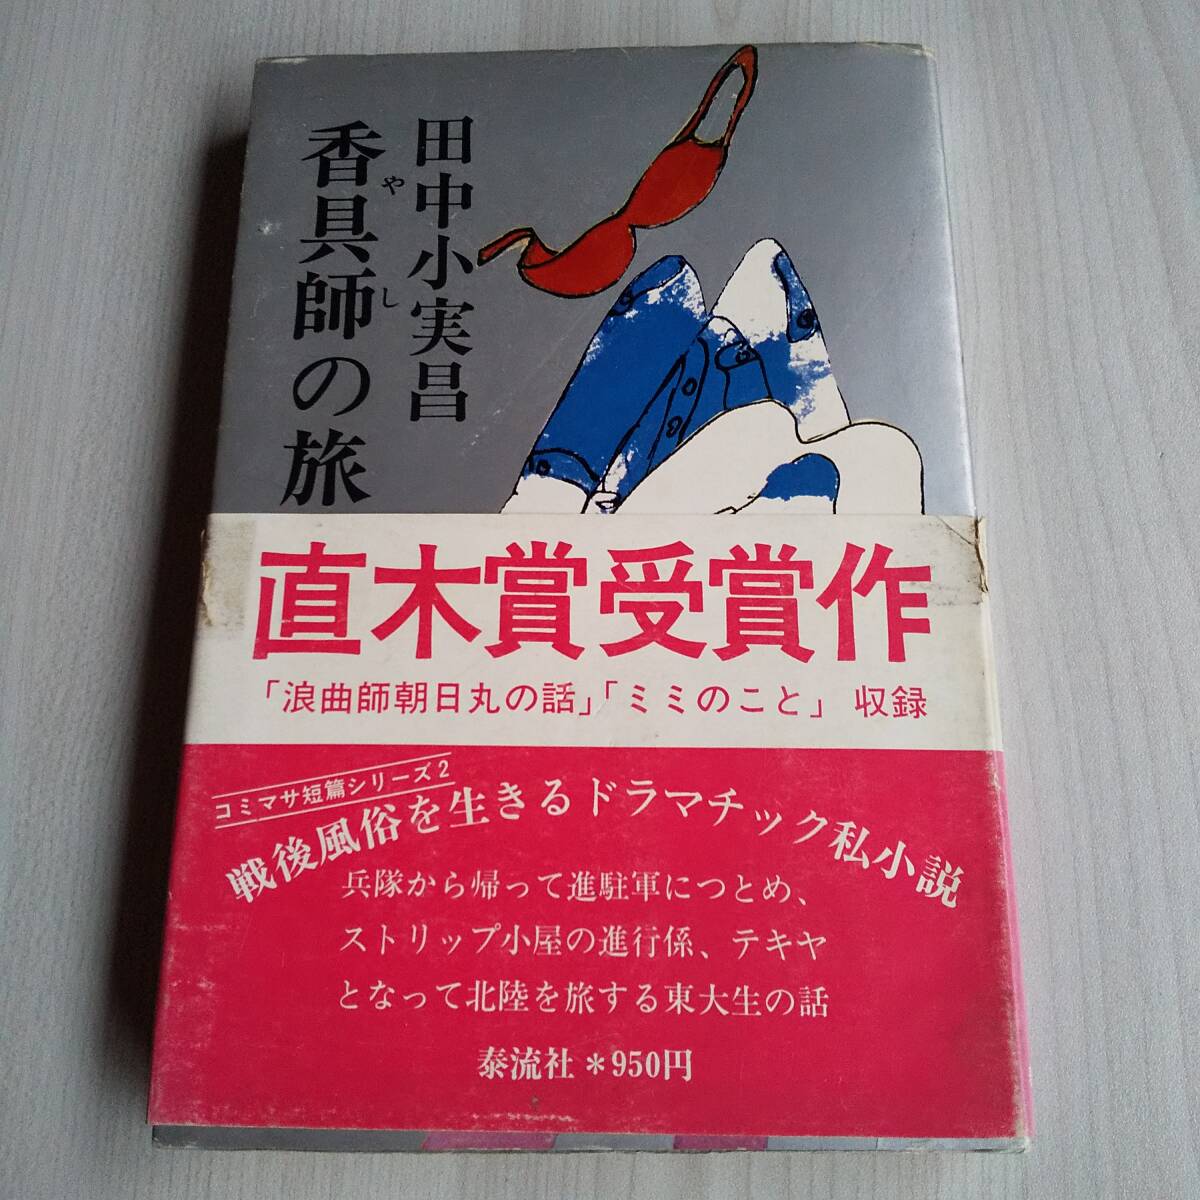 田中小実昌
香具師の旅
やし
直木賞受賞作
「浪曲師朝日丸の話」「ミミのこと」 収録
コミマサ短篇シリーズ2
戦後風俗を生きるドラマチック私小説
兵隊から帰って進駐軍につとめ、
ストリップ小屋の進行係、テキヤ
となって北陸を旅する東大生の話
泰流社＊950円